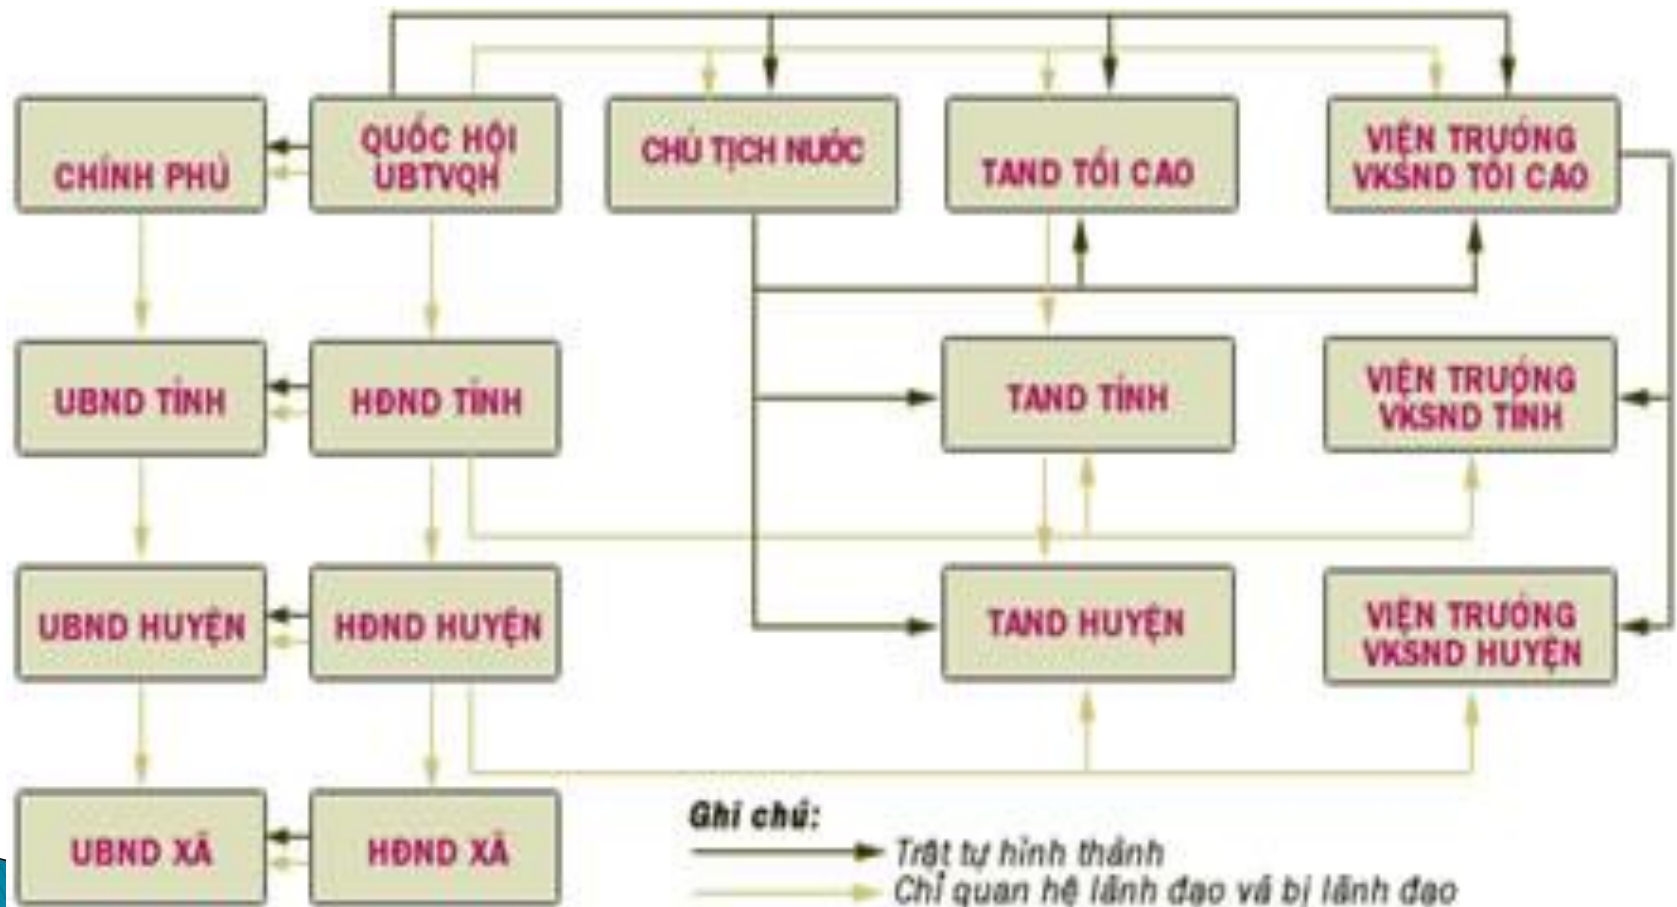 CHÍNH PHỦ
QUỐC HỘI
UBTVQH
CHỦ TỊCH NƯỚC
TAND TỐI CAO
VIỆN TRƯỞNG
VKSND TỐI CAO
UBND TỈNH
HĐND TỈNH
TAND TỈNH
VIỆN TRƯỞNG
VKSND TỈNH
UBND HUYỆN
HĐND HUYỆN
TAND HUYỆN
VIỆN TRƯỞNG
VKSND HUYỆN
UBND XÃ
HĐND XÃ
Ghi chú:
Trật tự hình thành
Chỉ quan hệ lãnh đạo và bị lãnh đạo